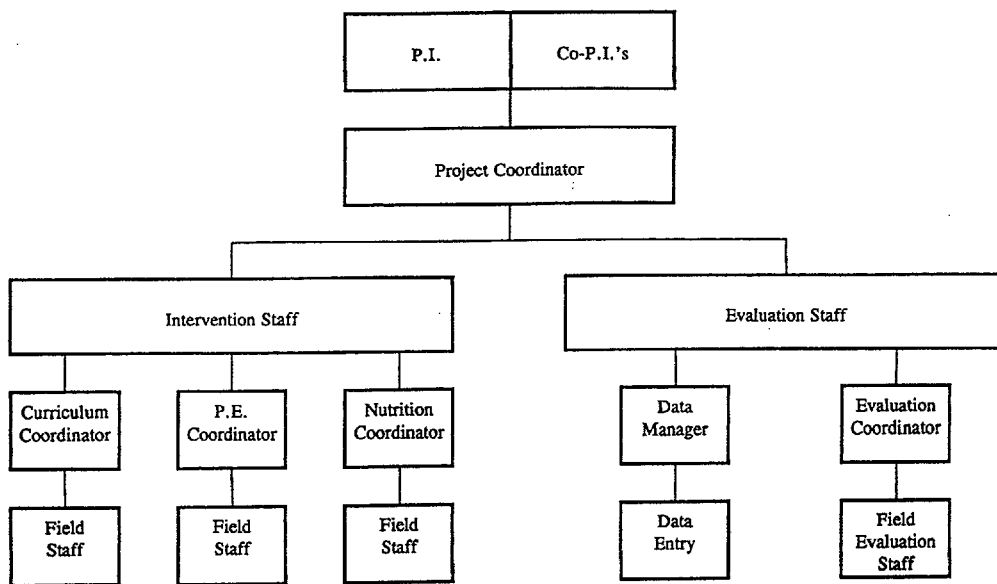 P.I.
Co-P.I.'s
Project Coordinator
Intervention Staff
Evaluation Staff
Curriculum
Coordinator
P.E.
Coordinator
Nutrition
Coordinator
Data
Manager
Evaluation
Coordinator
Field
Staff
Field
Staff
Field
Staff
Data
Entry
Field
Evaluation
Staff